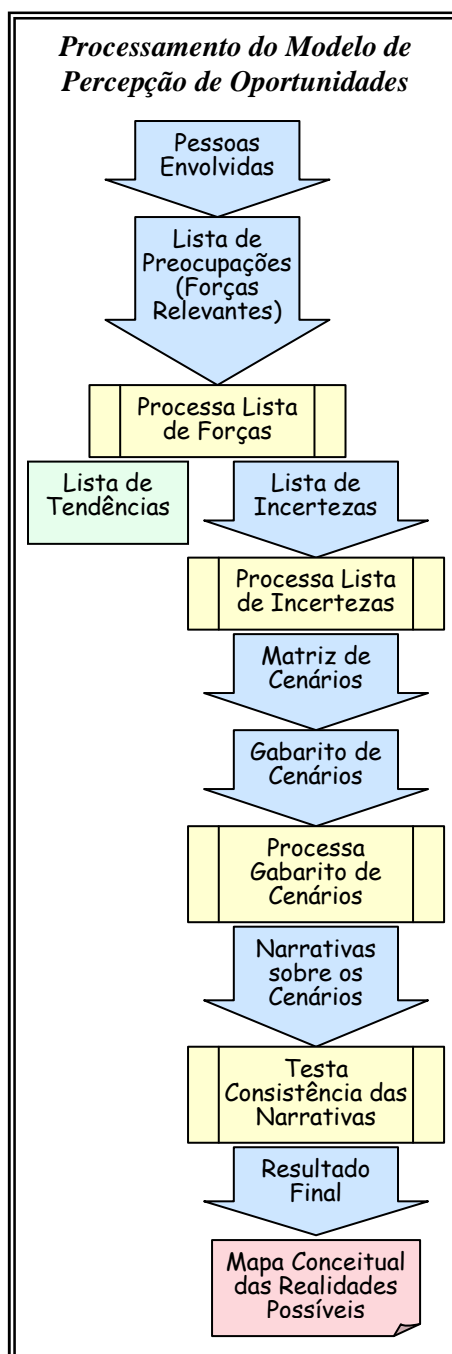 Processamento do Modelo de
Percepção de Oportunidades
Pessoas
Envolvidas
Lista de
Preocupações
(Forças
Relevantes)
Processa Lista
de Forças
Lista de
Tendências
Lista de
Incertezas
Processa Lista
de Incertezas
Matriz de
Cenários
Gabarito de
Cenários
Processa
Gabarito de
Cenários
Narrativas
sobre os
Cenários
Testa
Consistência das
Narrativas
Resultado
Final
Mapa Conceitual
das Realidades
Possíveis